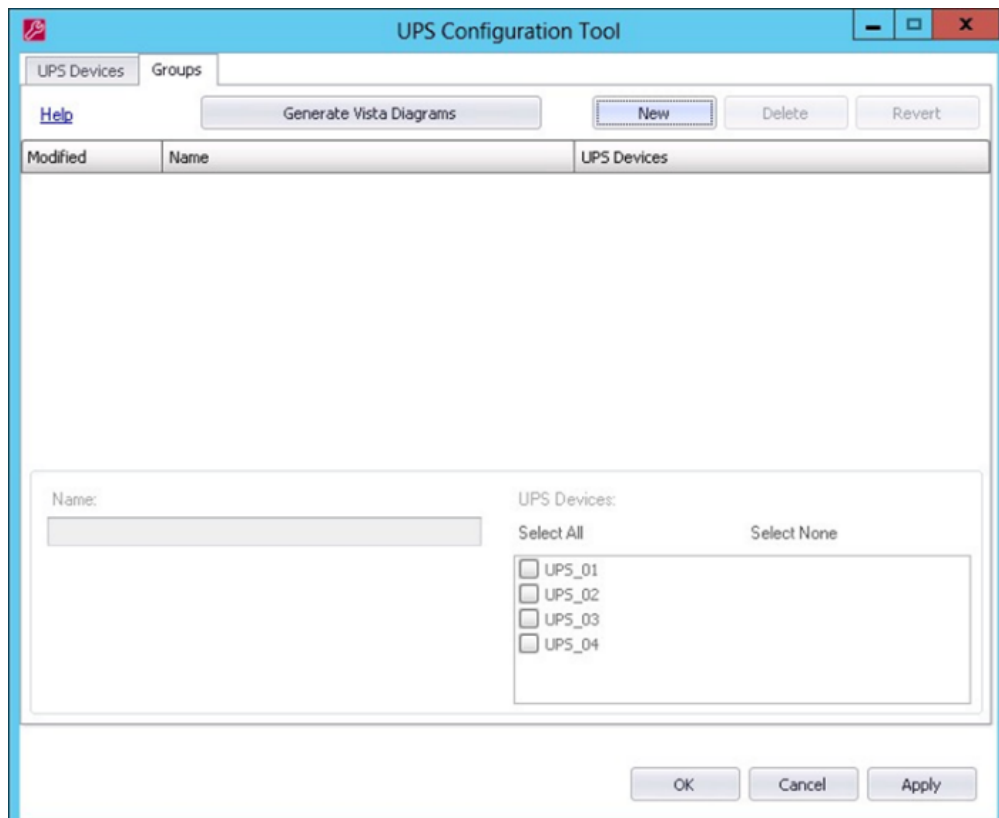 UPS Configuration Tool
UPS Devices Groups
Help Generate Vista Diagrams New Delete Revert
Modified Name UPS Devices
Name: UPS Devices:
Select All Select None
UPS_01
UPS_02
UPS_03
UPS_04
OK Cancel Apply